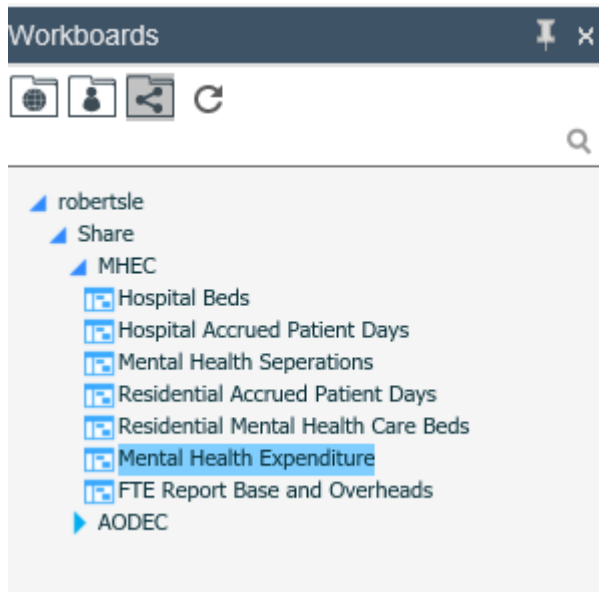 Workboards
robertsle
Share
MHEC
Hospital Beds
Hospital Accrued Patient Days
Mental Health Seperations
Residential Accrued Patient Days
Residential Mental Health Care Beds
Mental Health Expenditure
FTE Report Base and Overheads
AODEC